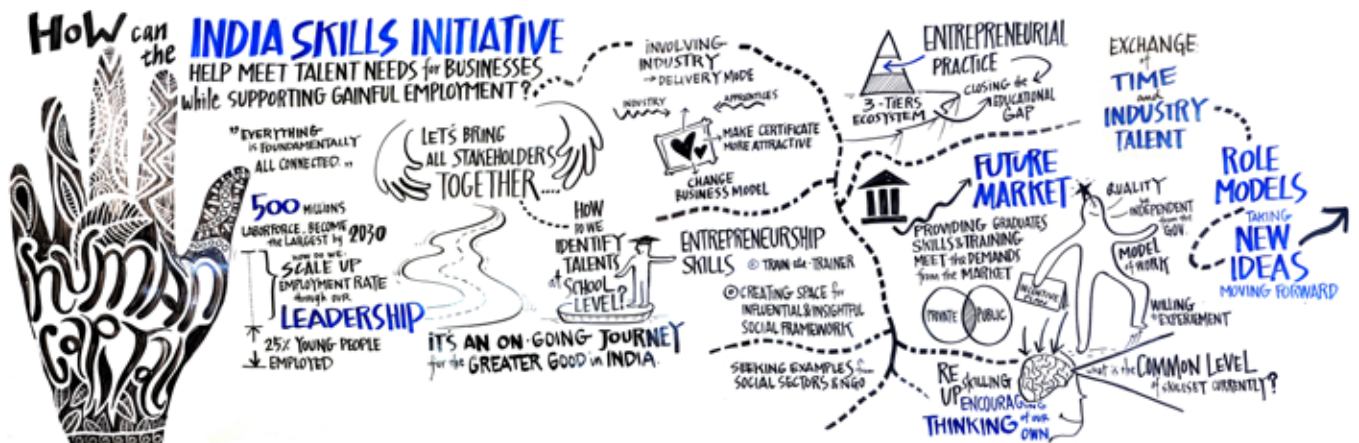 HOW can
the
INDIA SKILLS INITIATIVE
HELP MEET TALENT NEEDS for BUSINESSES
while SUPPORTING GAINFUL EMPLOYMENT?
HUMAN
CAPITAL
"EVERYTHING
IS FOUNDAMENTALLY
ALL CONNECTED."
500 MILLIONS
LABORFORCE. BECOME
the LARGEST by 2030
HOW DO WE
SCALE UP
EMPLOYMENT RATE
through OUR
LEADERSHIP
25% YOUNG PEOPLE
EMPLOYED
LET'S BRING
ALL STAKEHOLDERS
TOGETHER....
IT'S AN ON-GOING JOURNEY
for the GREATER GOOD in INDIA.
HOW
DO WE
IDENTIFY
TALENTS
at
SCHOOL
LEVEL?
INVOLVING
INDUSTRY
→ DELIVERY MODE
INDUSTRY
APPRENTICES
MAKE CERTIFICATE
MORE ATTRACTIVE
CHANGE
BUSINESS MODEL
ENTREPRENEURSHIP
SKILLS
TRAIN the TRAINER
CREATING SPACE for
INFLUENTIAL & INSIGHTFUL
SOCIAL FRAMEWORK
SEEKING EXAMPLES from
SOCIAL SECTORS & NGO
ENTREPRENEURIAL
PRACTICE
3-TIERS
ECOSYSTEM
CLOSING the
EDUCATIONAL
GAP
FUTURE
MARKET
PROVIDING GRADUATES
SKILLS & TRAINING
MEET the DEMANDS
from the MARKET
PRIVATE
PUBLIC
RE
UP
SKILLING
ENCOURAGING
THINKING of OUR
OWN
EXCHANGE
of
TIME
and
INDUSTRY
TALENT
QUALITY
be INDEPENDENT
from the
GOV.
MODEL
of WORK
WILLING
to EXPERIEMENT
what is the COMMON LEVEL
of SKILLSET CURRENTLY?
ROLE
MODELS
TAKING
NEW
IDEAS
MOVING FORWARD